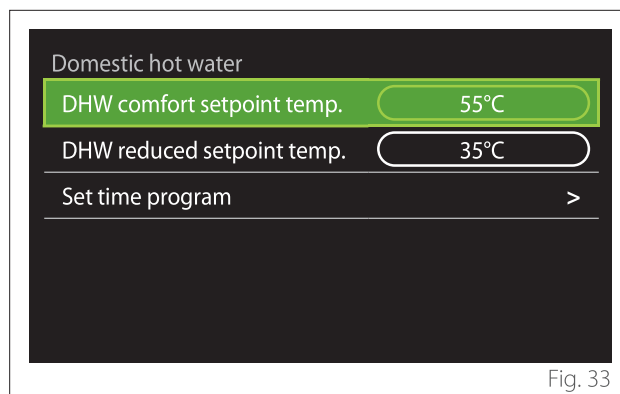 Domestic hot water
DHW comfort setpoint temp. 55°C
DHW reduced setpoint temp. 35°C
Set time program >
Fig. 33